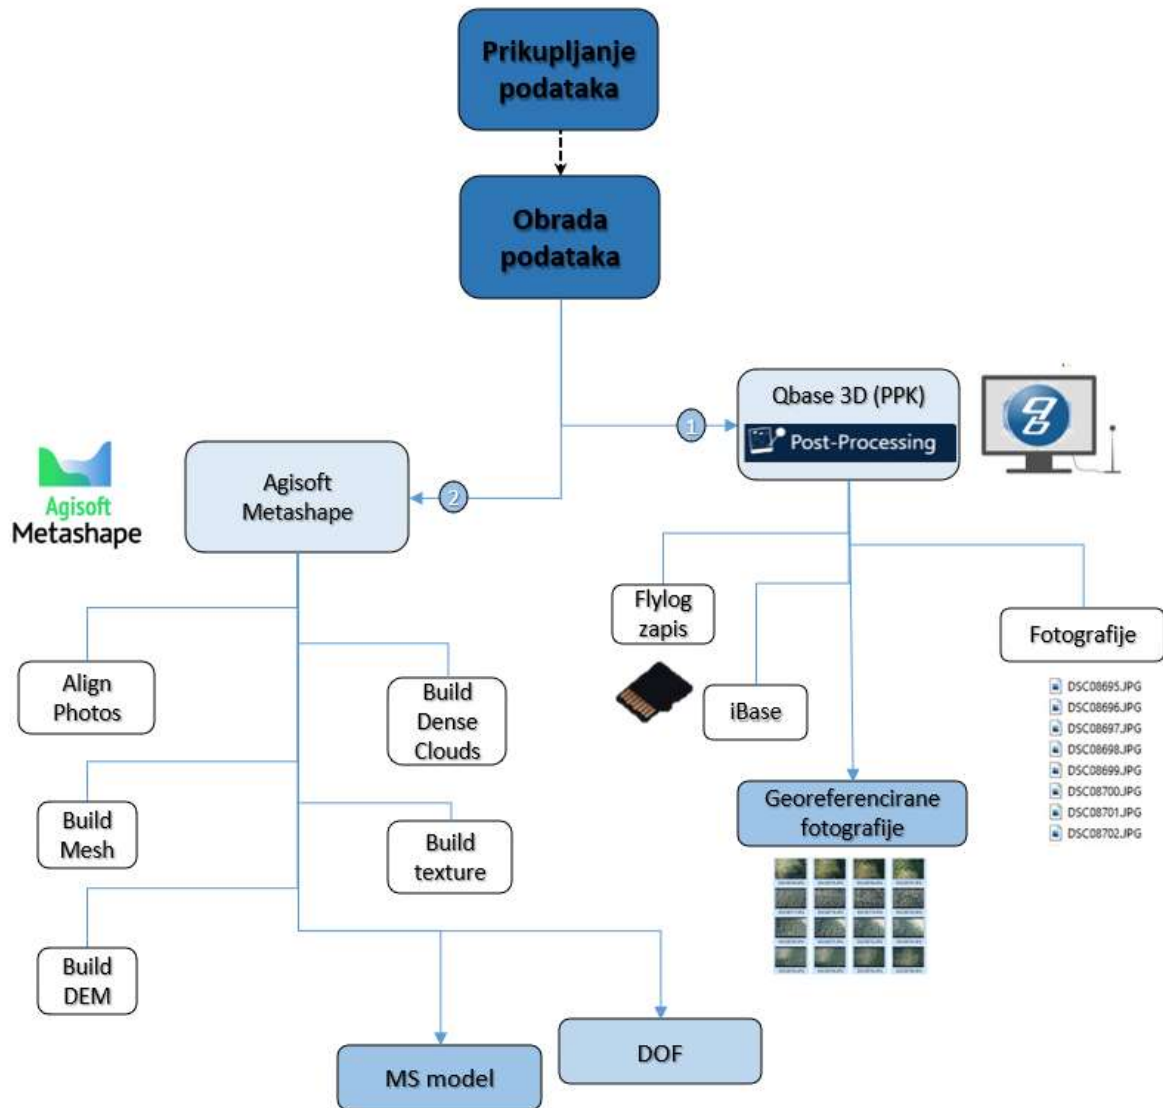 Prikupljanje
podataka
Obrada
podataka
1
Qbase 3D (PPK)
Post-Processing
2
Agisoft
Metashape
Agisoft
Metashape
Flylog
zapis
iBase
Fotografije
DSC08695.JPG
DSC08696.JPG
DSC08697.JPG
DSC08698.JPG
DSC08699.JPG
DSC08700.JPG
DSC08701.JPG
DSC08702.JPG
Georeferencirane
fotografije
Align
Photos
Build
Dense
Clouds
Build
Mesh
Build
texture
Build
DEM
MS model
DOF